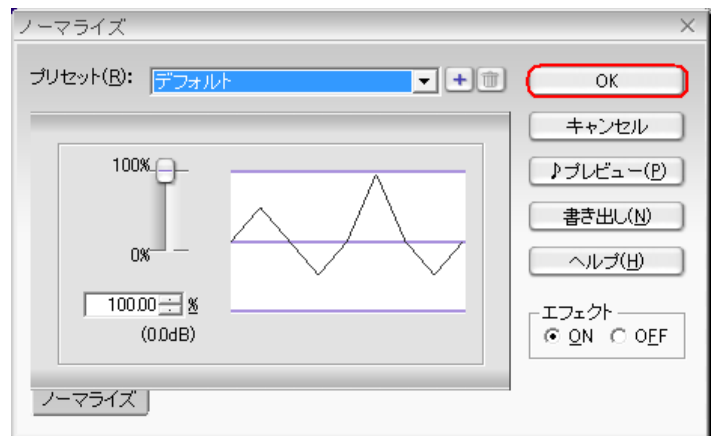 ノーマライズ
プリセット(R): デフォルト
OK
キャンセル
♪プレビュー(P)
書き出し(N)
ヘルプ(H)
100%
0%
100.00 %
(0.0dB)
エフェクト
ON OFF
ノーマライズ